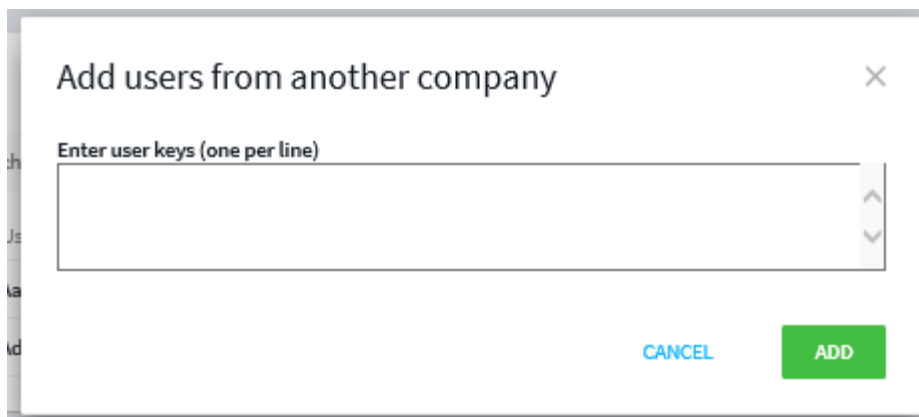 Add users from another company
Enter user keys (one per line)
CANCEL
ADD